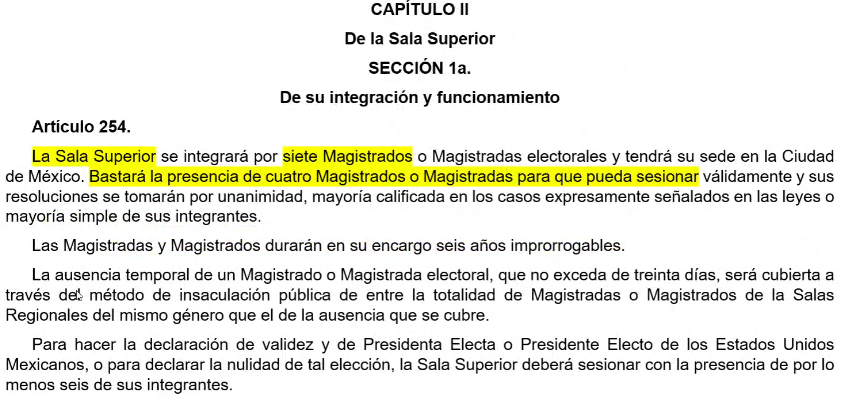 CAPÍTULO II
De la Sala Superior
SECCIÓN 1a.
De su integración y funcionamiento
Artículo 254.
La Sala Superior se integrará por siete Magistrados o Magistradas electorales y tendrá su sede en la Ciudad
de México. Bastará la presencia de cuatro Magistrados o Magistradas para que pueda sesionar válidamente y sus
resoluciones se tomarán por unanimidad, mayoría calificada en los casos expresamente señalados en las leyes o
mayoría simple de sus integrantes.
Las Magistradas y Magistrados durarán en su encargo seis años improrrogables.
La ausencia temporal de un Magistrado o Magistrada electoral, que no exceda de treinta días, será cubierta a
través del método de insaculación pública de entre la totalidad de Magistradas o Magistrados de la Salas
Regionales del mismo género que el de la ausencia que se cubre.
Para hacer la declaración de validez y de Presidenta Electa o Presidente Electo de los Estados Unidos
Mexicanos, o para declarar la nulidad de tal elección, la Sala Superior deberá sesionar con la presencia de por lo
menos seis de sus integrantes.